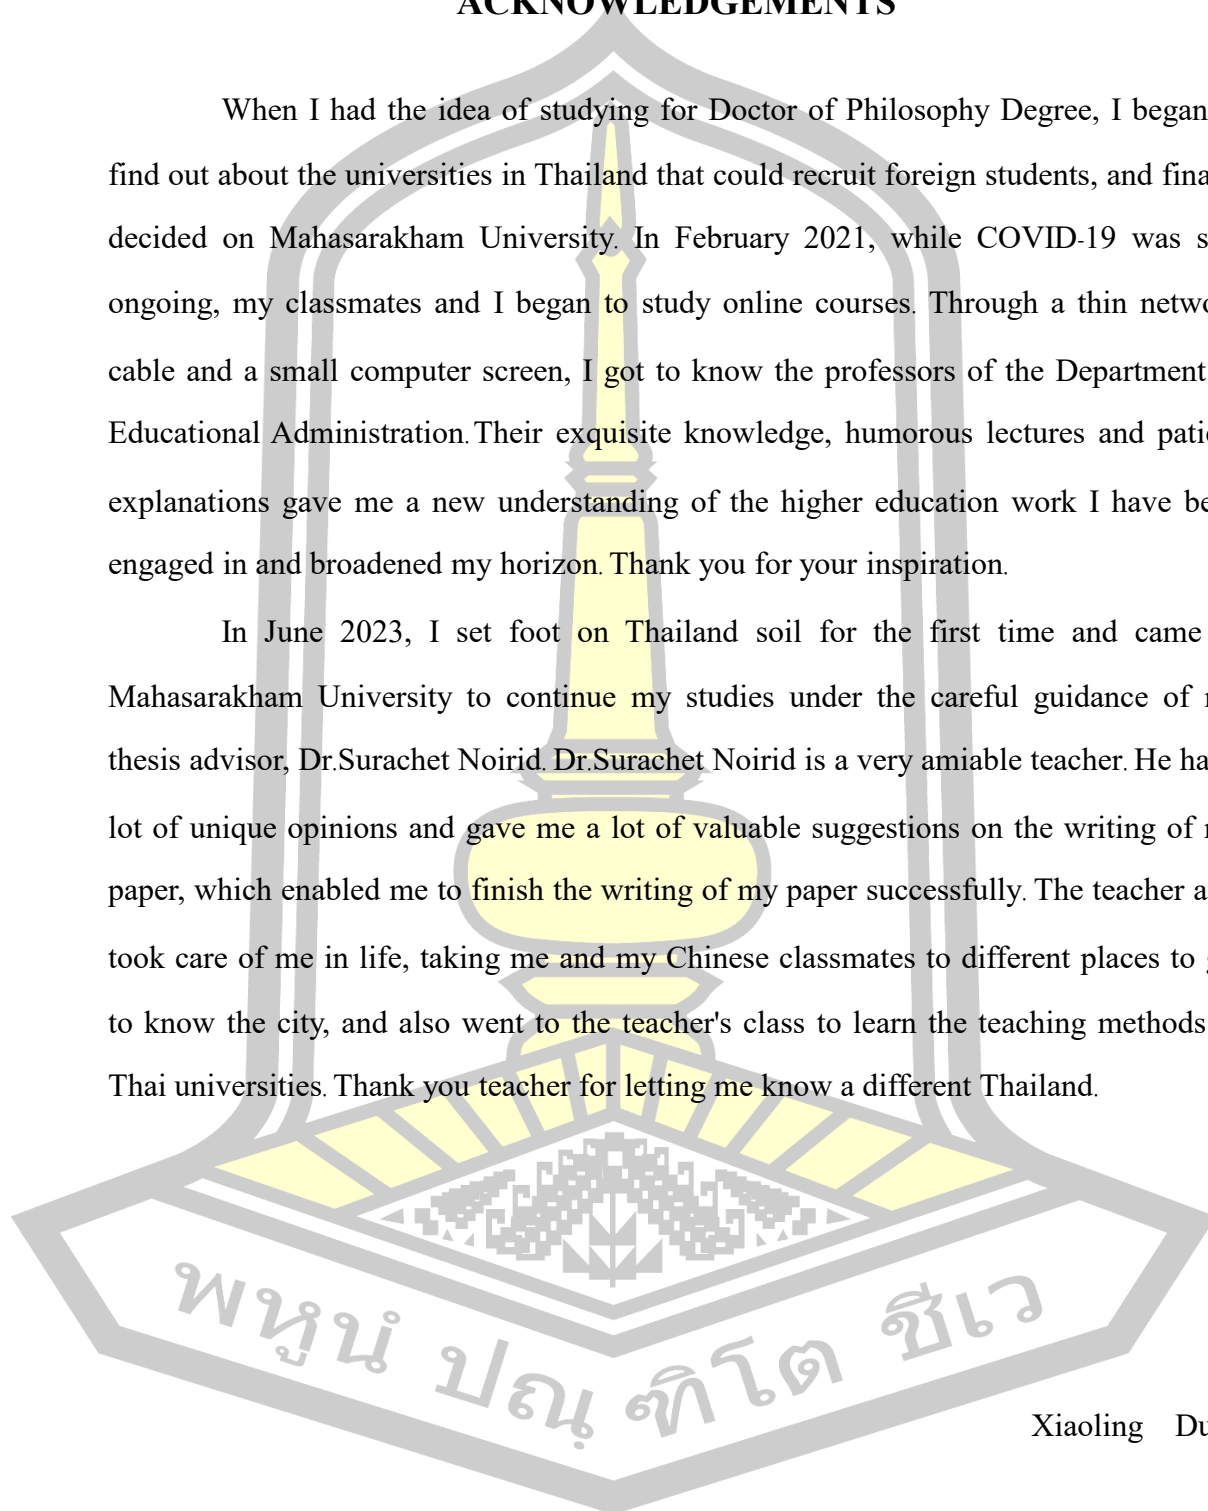 ACKNOWLEDGEMENTS
When I had the idea of studying for Doctor of Philosophy Degree, I began
find out about the universities in Thailand that could recruit foreign students, and fina
decided on Mahasarakham University. In February 2021, while COVID-19 was s
ongoing, my classmates and I began to study online courses. Through a thin netwo
cable and a small computer screen, I got to know the professors of the Department
Educational Administration. Their exquisite knowledge, humorous lectures and patie
explanations gave me a new understanding of the higher education work I have be
engaged in and broadened my horizon. Thank you for your inspiration.
In June 2023, I set foot on Thailand soil for the first time and came
Mahasarakham University to continue my studies under the careful guidance of
thesis advisor, Dr.Surachet Noirid. Dr.Surachet Noirid is a very amiable teacher. He ha
lot of unique opinions and gave me a lot of valuable suggestions on the writing of
paper, which enabled me to finish the writing of my paper successfully. The teacher a
took care of me in life, taking me and my Chinese classmates to different places to
to know the city, and also went to the teacher's class to learn the teaching methods
Thai universities. Thank you teacher for letting me know a different Thailand.
พหูนํ ปณฺฑิโต ชีเว
Xiaoling Du